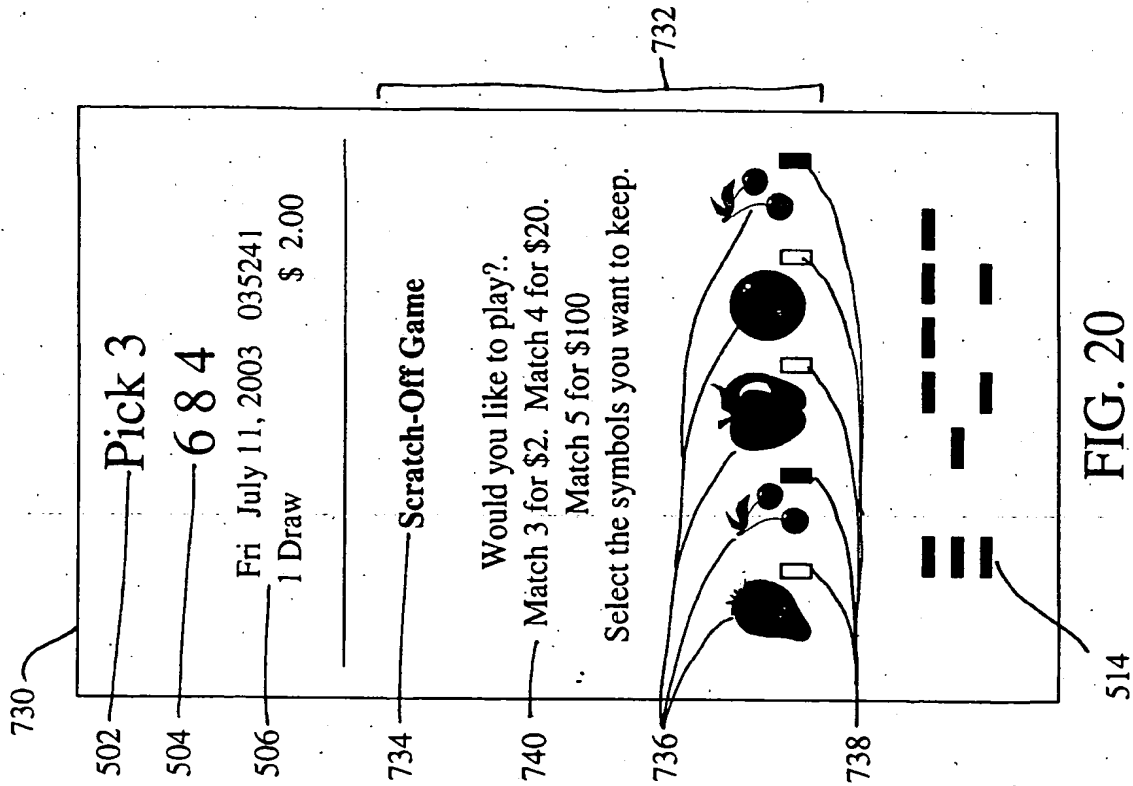 730
502
Pick 3
504
6 8 4
506
Fri July 11, 2003 035241
1 Draw $ 2.00
732
734
Scratch-Off Game
Would you like to play?.
740
Match 3 for $2. Match 4 for $20.
Match 5 for $100
Select the symbols you want to keep.
736
738
514
FIG. 20